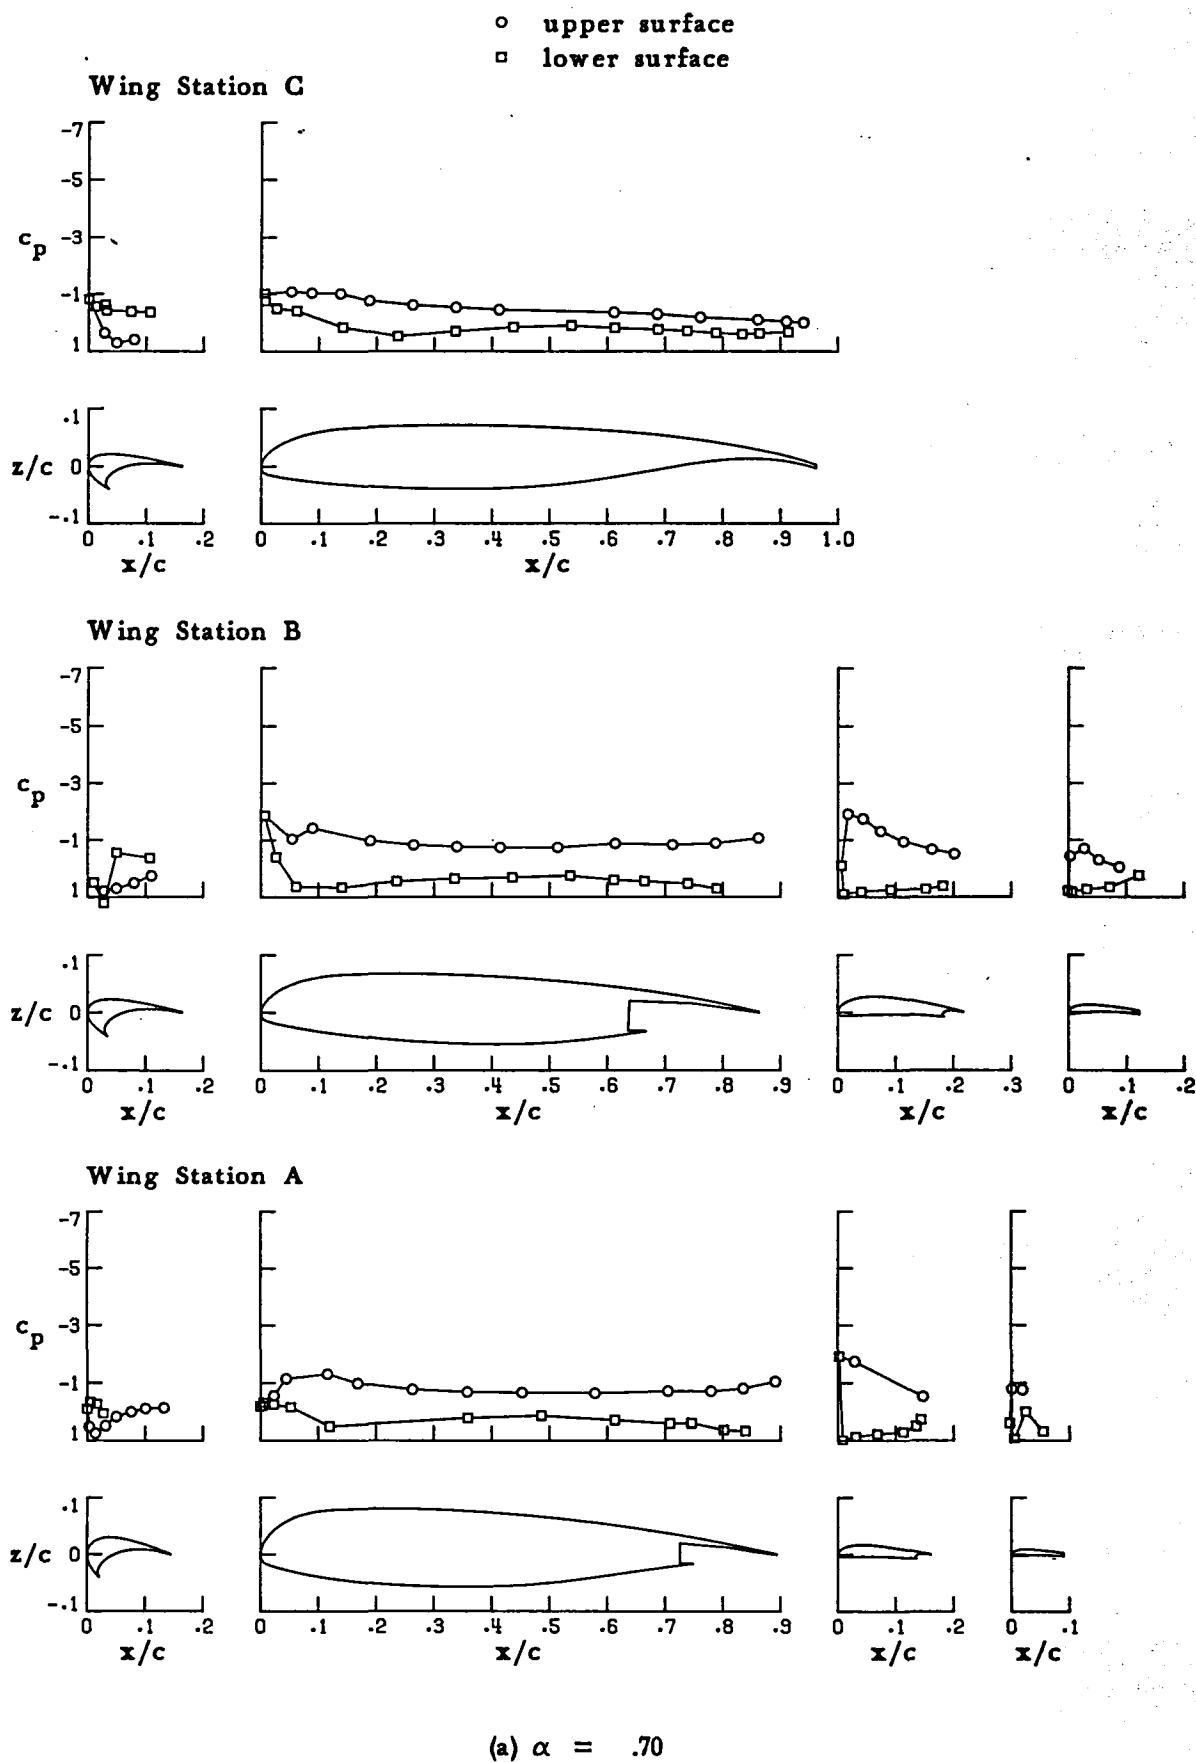 ○ upper surface
□ lower surface
Wing Station C
-7
-5
-3
-1
1
c_p
.1
0
-.1
z/c
0 .1 .2
x/c
0 .1 .2 .3 .4 .5 .6 .7 .8 .9 1.0
x/c
Wing Station B
-7
-5
-3
-1
1
c_p
.1
0
-.1
z/c
0 .1 .2
x/c
0 .1 .2 .3 .4 .5 .6 .7 .8 .9
x/c
0 .1 .2 .3
x/c
0 .1 .2
x/c
Wing Station A
-7
-5
-3
-1
1
c_p
.1
0
-.1
z/c
0 .1 .2
x/c
0 .1 .2 .3 .4 .5 .6 .7 .8 .9
x/c
0 .1 .2
x/c
0 .1
x/c
(a) α = .70